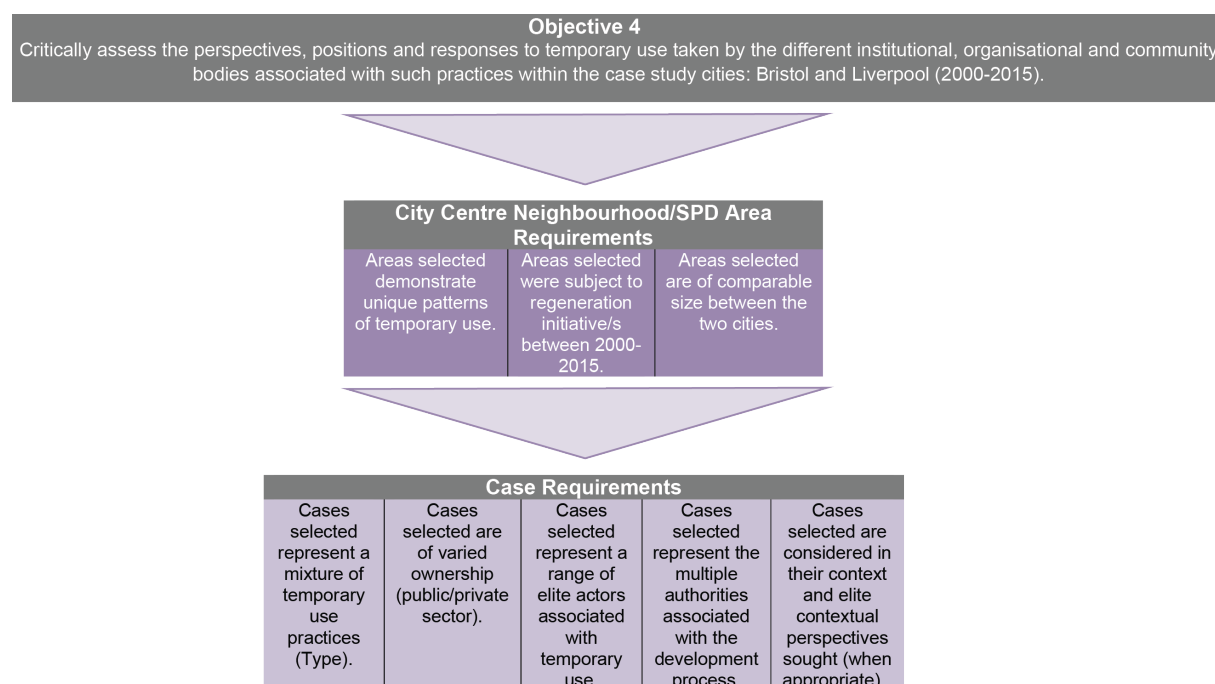 Objective 4
Critically assess the perspectives, positions and responses to temporary use taken by the different institutional, organisational and community
bodies associated with such practices within the case study cities: Bristol and Liverpool (2000-2015).
City Centre Neighbourhood/SPD Area
Requirements
Areas selected
demonstrate
unique patterns
of temporary use.
Areas selected
were subject to
regeneration
initiative/s
between 2000-
2015.
Areas selected
are of comparable
size between the
two cities.
Case Requirements
Cases
selected
represent a
mixture of
temporary
use
practices
(Type).
Cases
selected are
of varied
ownership
(public/private
sector).
Cases
selected
represent a
range of
elite actors
associated
with
temporary
use
Cases
selected
represent the
multiple
authorities
associated
with the
development
process
Cases
selected are
considered in
their context
and elite
contextual
perspectives
sought (when
appropriate)